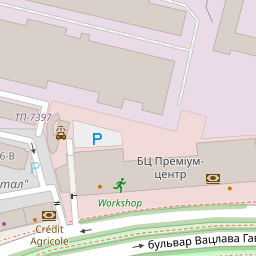 ТП-7397
P
P
6-В
тал"
БЦ Преміум-
центр
Workshop
Crédit
Agricole
бульвар Вацлава Га